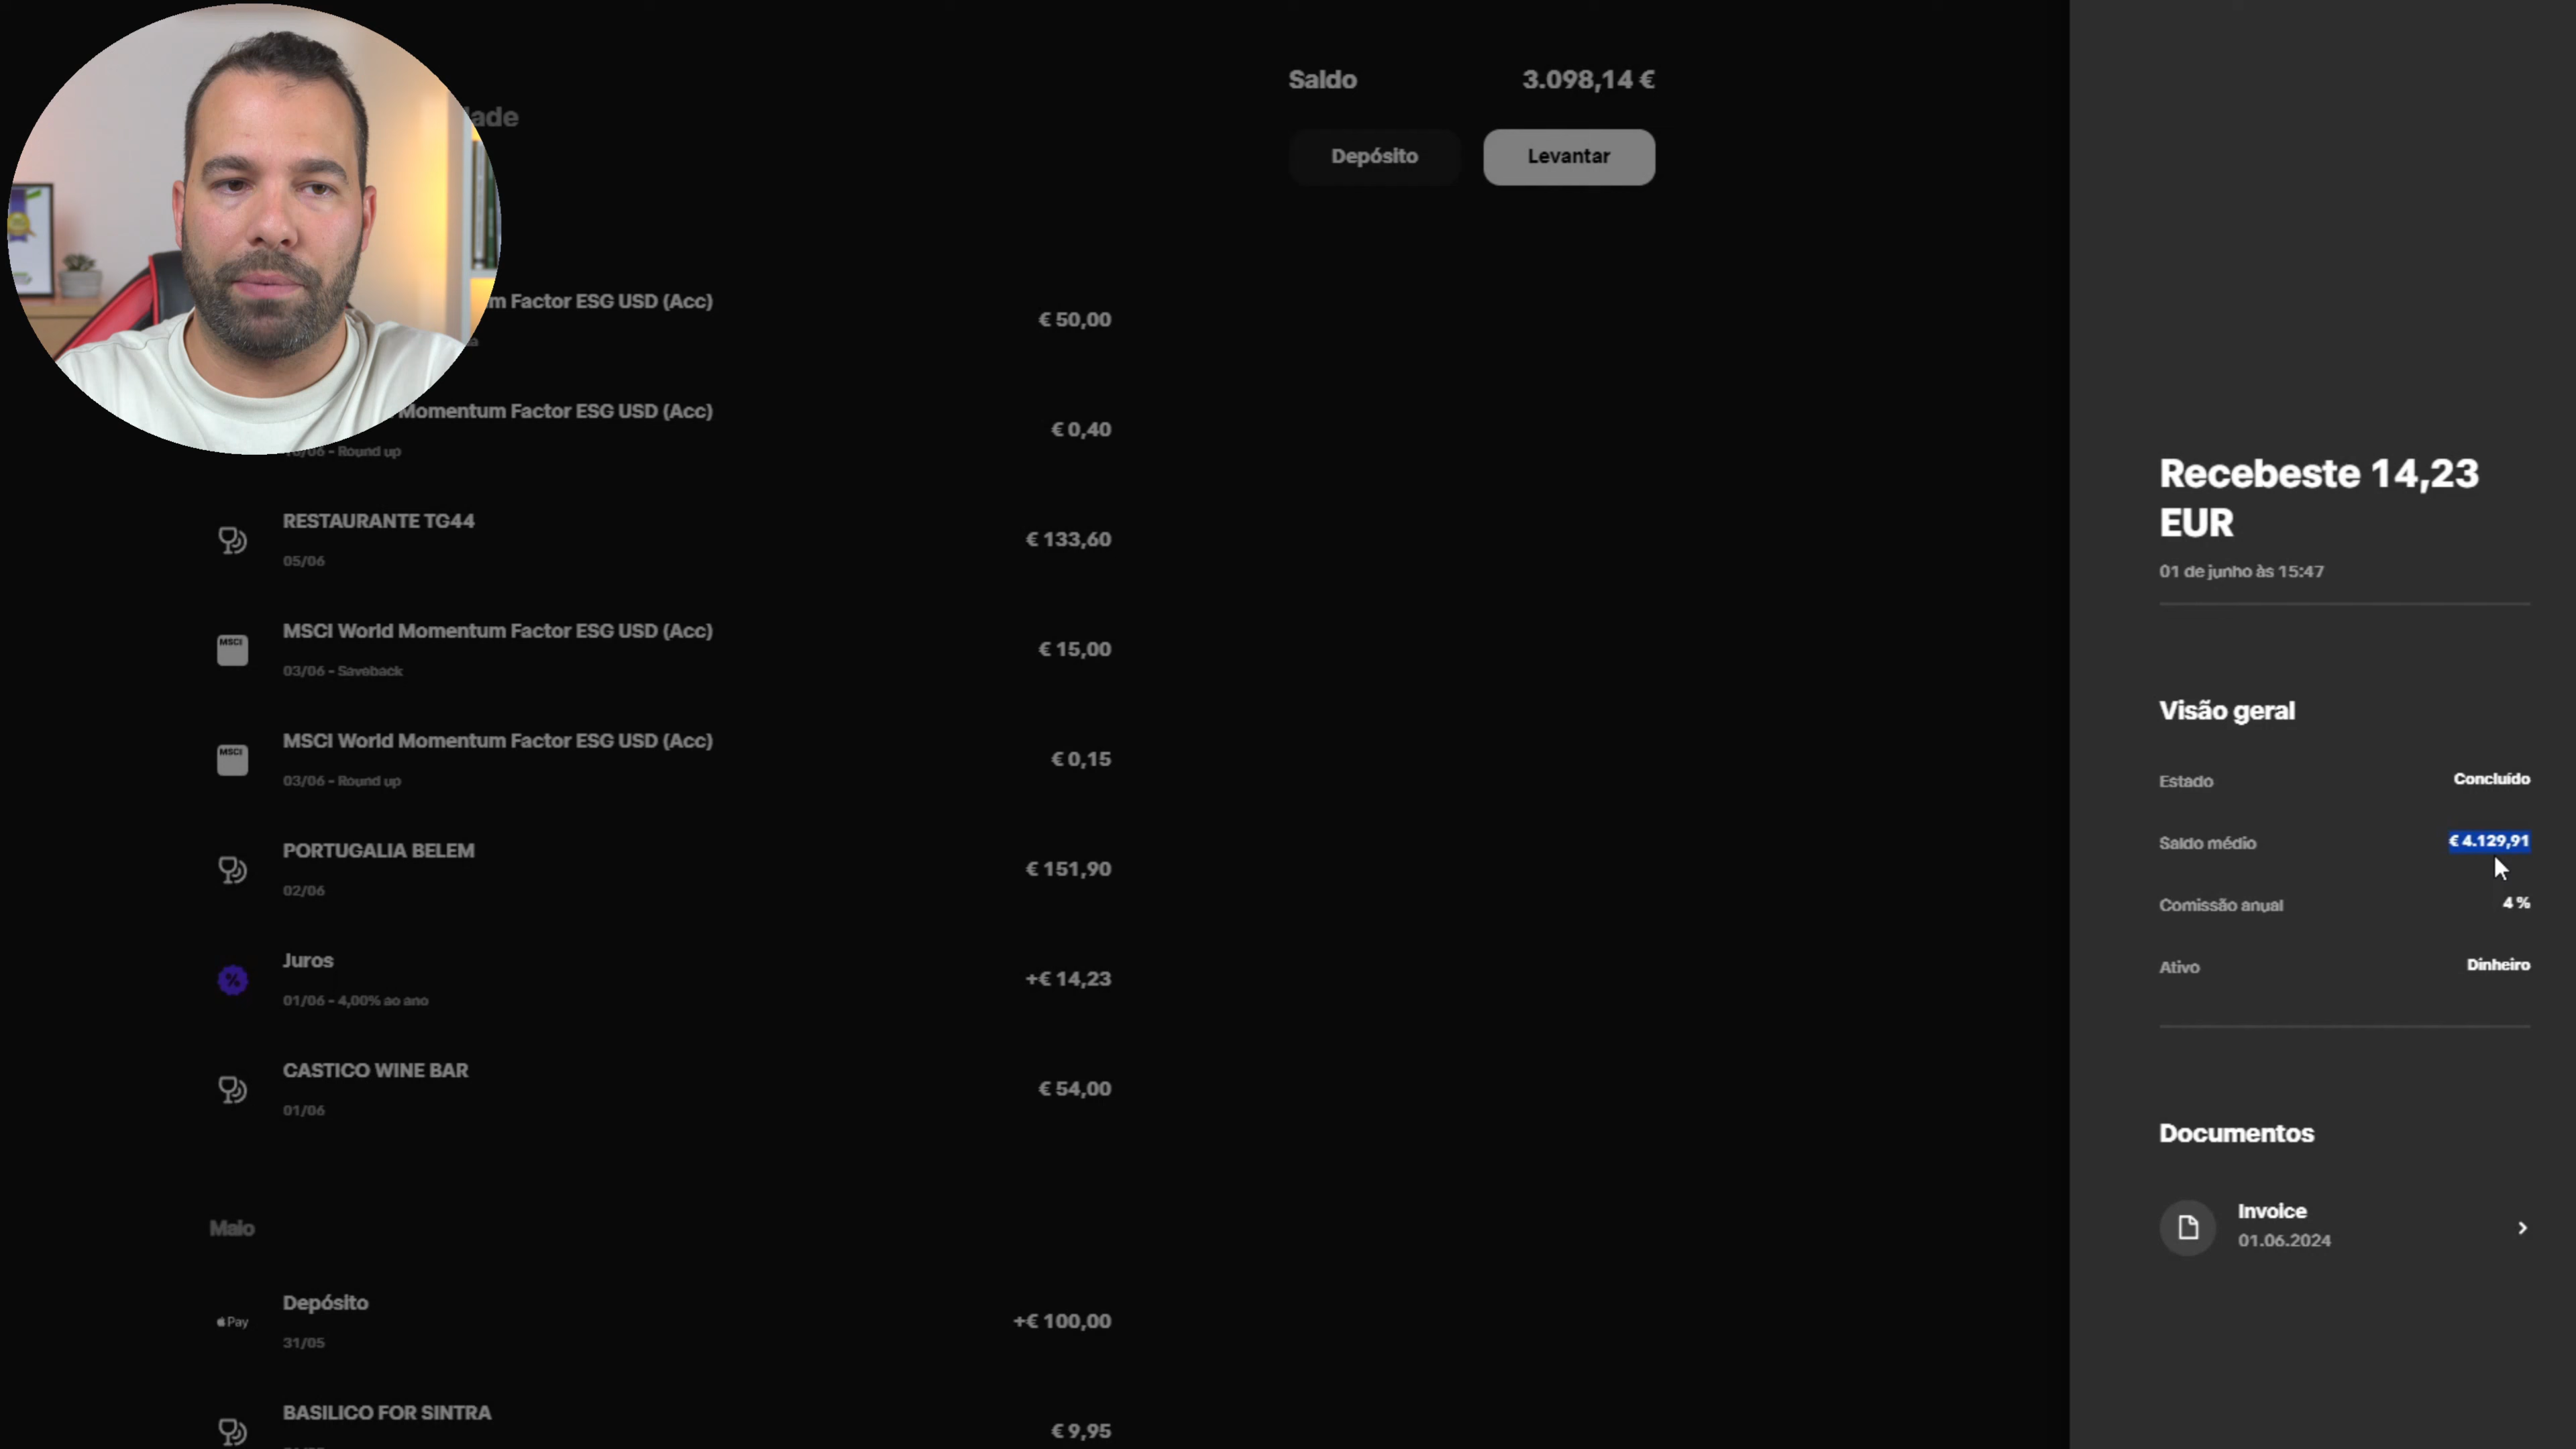 Saldo 3.098,14 €
ade
Depósito Levantar
m Factor ESG USD (Acc)
€ 50,00
a
Momentum Factor ESG USD (Acc)
€ 0,40
- Round up
RESTAURANTE TG44
€ 133,60
05/06
MSCI
MSCI World Momentum Factor ESG USD (Acc)
€ 15,00
03/06 - Saveback
MSCI
MSCI World Momentum Factor ESG USD (Acc)
€ 0,15
03/06 - Round up
PORTUGALIA BELEM
€ 151,90
02/06
Juros
+€ 14,23
01/06 - 4,00% ao ano
CASTICO WINE BAR
€ 54,00
01/06
Maio
Depósito
Pay
+€ 100,00
31/05
BASILICO FOR SINTRA
€ 9,95
Recebeste 14,23
EUR
01 de junho às 15:47
Visão geral
Estado Concluído
Saldo médio € 4.129,91
Comissão anual 4 %
Ativo Dinheiro
Documentos
Invoice
01.06.2024